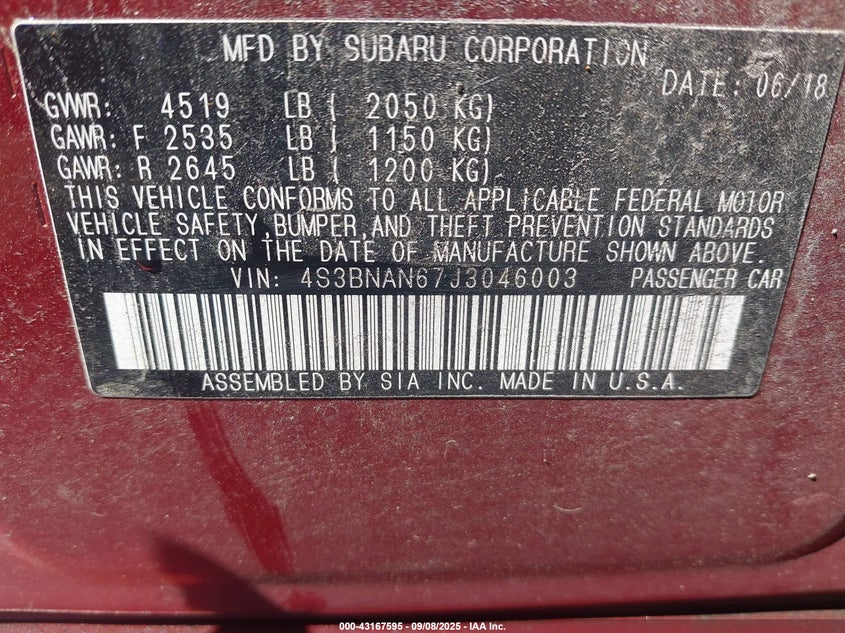 MFD BY SUBARU CORPORATION
DATE: 06/18
GVWR: 4519 LB ( 2050 KG)
GAWR: F 2535 LB ( 1150 KG)
GAWR: R 2645 LB ( 1200 KG)
THIS VEHICLE CONFORMS TO ALL APPLICABLE FEDERAL MOTOR
VEHICLE SAFETY,BUMPER,AND THEFT PREVENTION STANDARDS
IN EFFECT ON THE DATE OF MANUFACTURE SHOWN ABOVE.
VIN: 4S3BNAN67J3046003 PASSENGER CAR
ASSEMBLED BY SIA INC. MADE IN U.S.A.
000-43167595 - 09/08/2025 - IAA Inc.